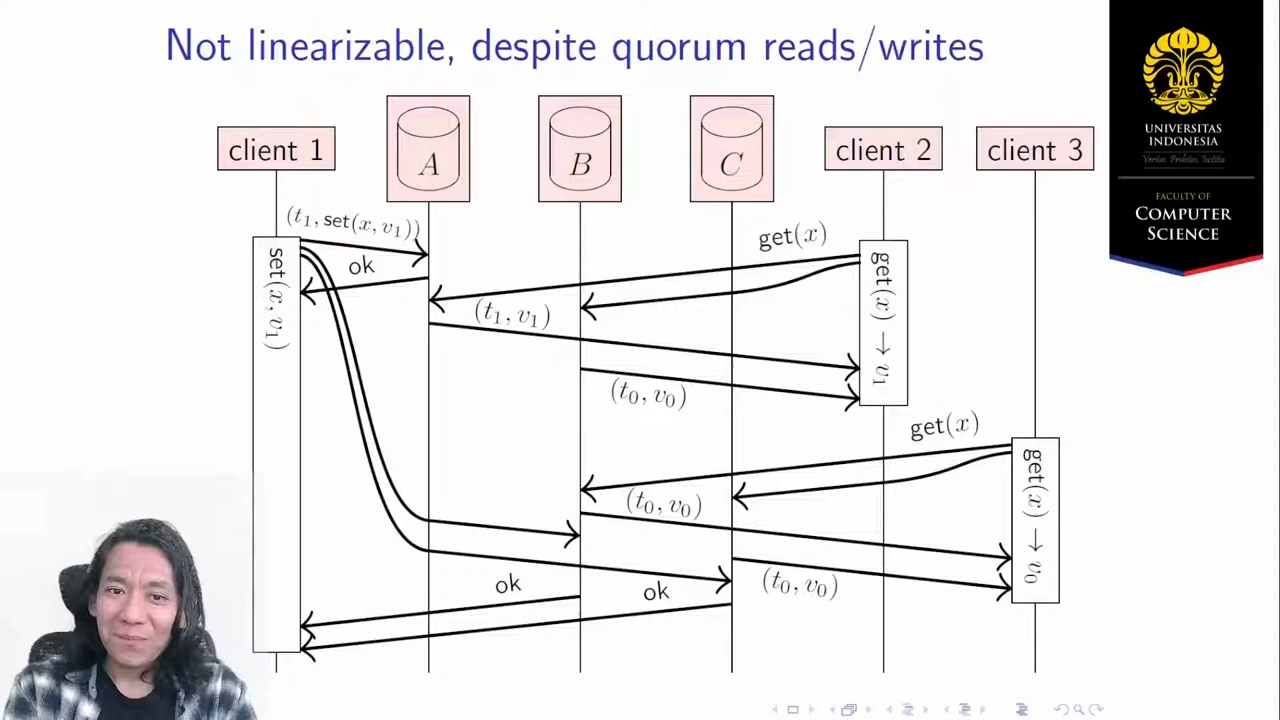 Not linearizable, despite quorum reads/writes
client 1
A
B
C
client 2
client 3
UNIVERSITAS
INDONESIA
Veritas, Probitas, Iustitia
FACULTY OF
COMPUTER
SCIENCE
(t₁, set(x, v₁))
ok
set(x, v₁)
get(x)
(t₁, v₁)
(t₀, v₀)
get(x) → v₁
get(x)
(t₀, v₀)
(t₀, v₀)
get(x) → v₀
ok
ok